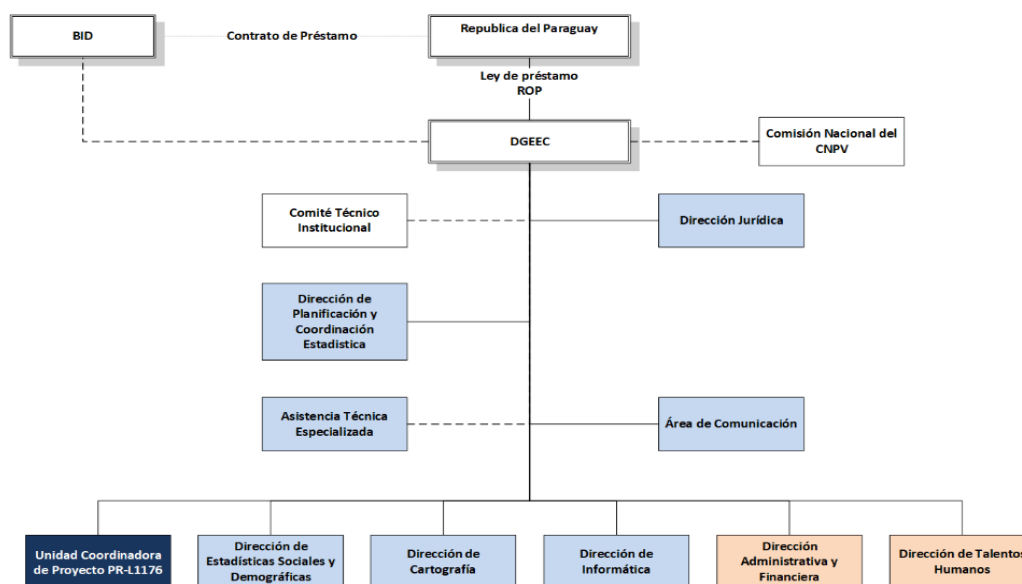 BID
Contrato de Préstamo
Republica del Paraguay
Ley de préstamo
ROP
DGEEC
Comisión Nacional del
CNPV
Comité Técnico
Institucional
Dirección Jurídica
Dirección de
Planificación y
Coordinación
Estadistica
Asistencia Técnica
Especializada
Área de Comunicación
Unidad Coordinadora
de Proyecto PR-L1176
Dirección de
Estadísticas Sociales y
Demográficas
Dirección de
Cartografía
Dirección de
Informática
Dirección
Administrativa y
Financiera
Dirección de Talentos
Humanos